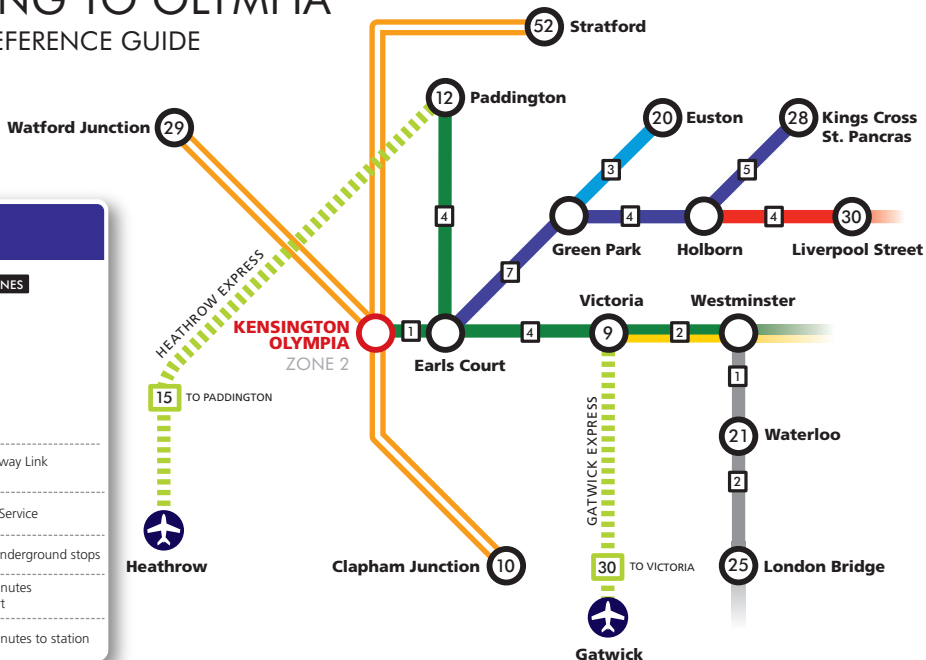 NG TO OLYMPIA
EFERENCE GUIDE
52 Stratford
12 Paddington
Watford Junction 29
20 Euston
28 Kings Cross
St. Pancras
3
5
4
4
4
30
Green Park
Holborn
Liverpool Street
7
HEATHROW EXPRESS
NES
KENSINGTON
OLYMPIA
ZONE 2
1
Earls Court
4
Victoria
9
2
Westminster
1
15 TO PADDINGTON
GATWICK EXPRESS
21 Waterloo
2
way Link
Service
nderground stops
nutes
t
nutes to station
Heathrow
Clapham Junction 10
30 TO VICTORIA
25 London Bridge
Gatwick